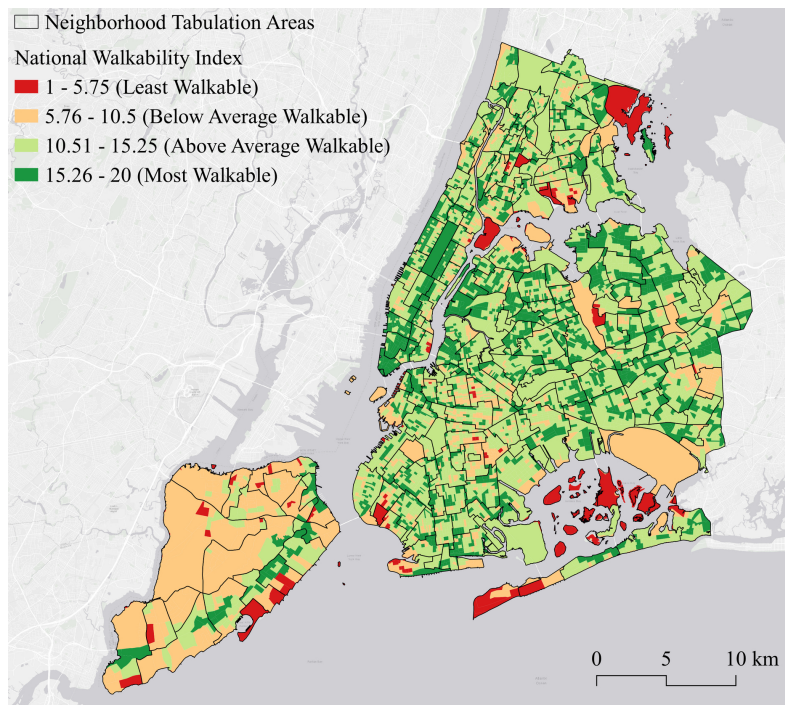 Neighborhood Tabulation Areas
National Walkability Index
1 - 5.75 (Least Walkable)
5.76 - 10.5 (Below Average Walkable)
10.51 - 15.25 (Above Average Walkable)
15.26 - 20 (Most Walkable)
0 5 10 km